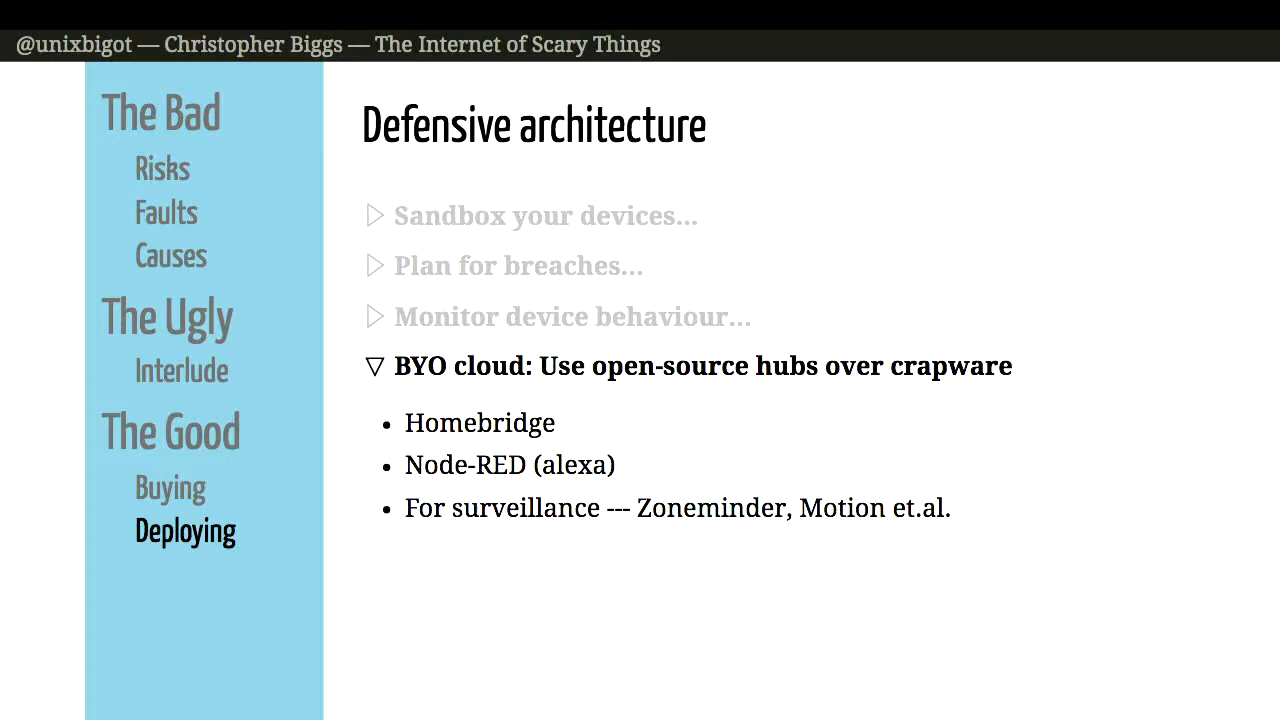 @unixbigot — Christopher Biggs — The Internet of Scary Things
The Bad
Risks
Faults
Causes
The Ugly
Interlude
The Good
Buying
Deploying
Defensive architecture
▷ Sandbox your devices...
▷ Plan for breaches...
▷ Monitor device behaviour...
▽ BYO cloud: Use open-source hubs over crapware
• Homebridge
• Node-RED (alexa)
• For surveillance --- Zoneminder, Motion et.al.